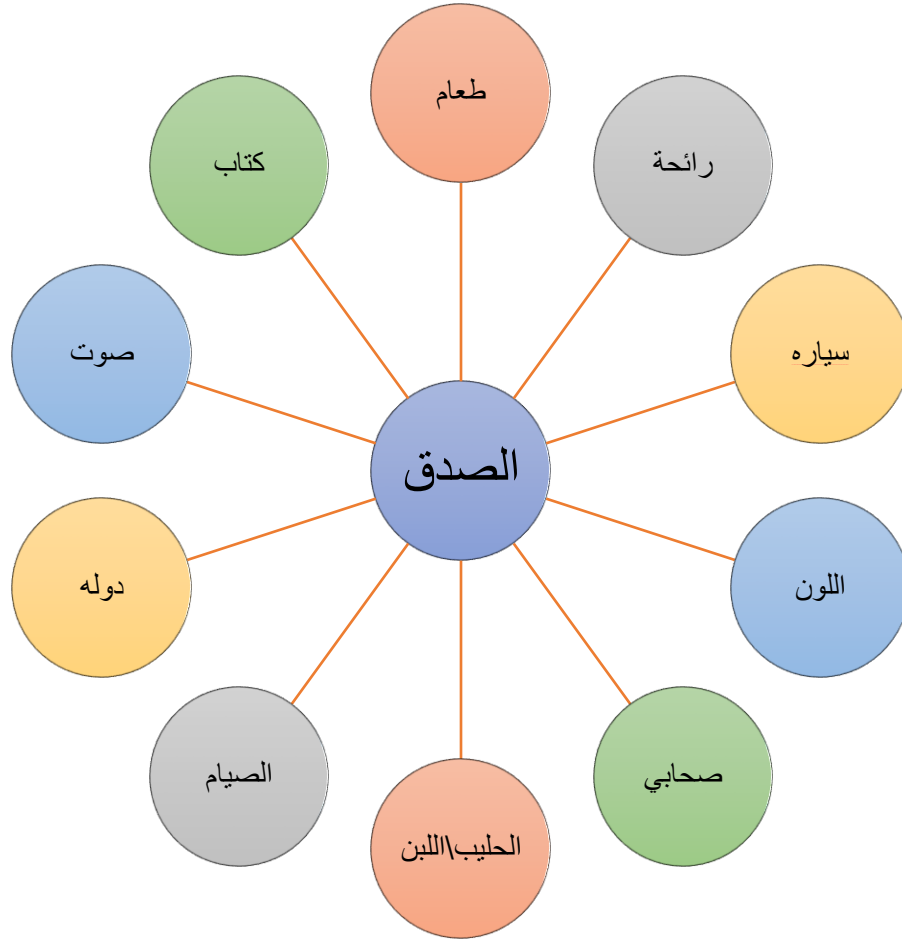 طعام
رائحة
كتاب
سياره
صوت
الصدق
اللون
دوله
صحابي
الصيام
الحليب\اللبن